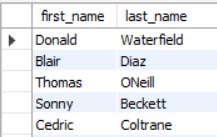 first_name last_name
Donald Waterfield
Blair Diaz
Thomas ONeill
Sonny Beckett
Cedric Coltrane